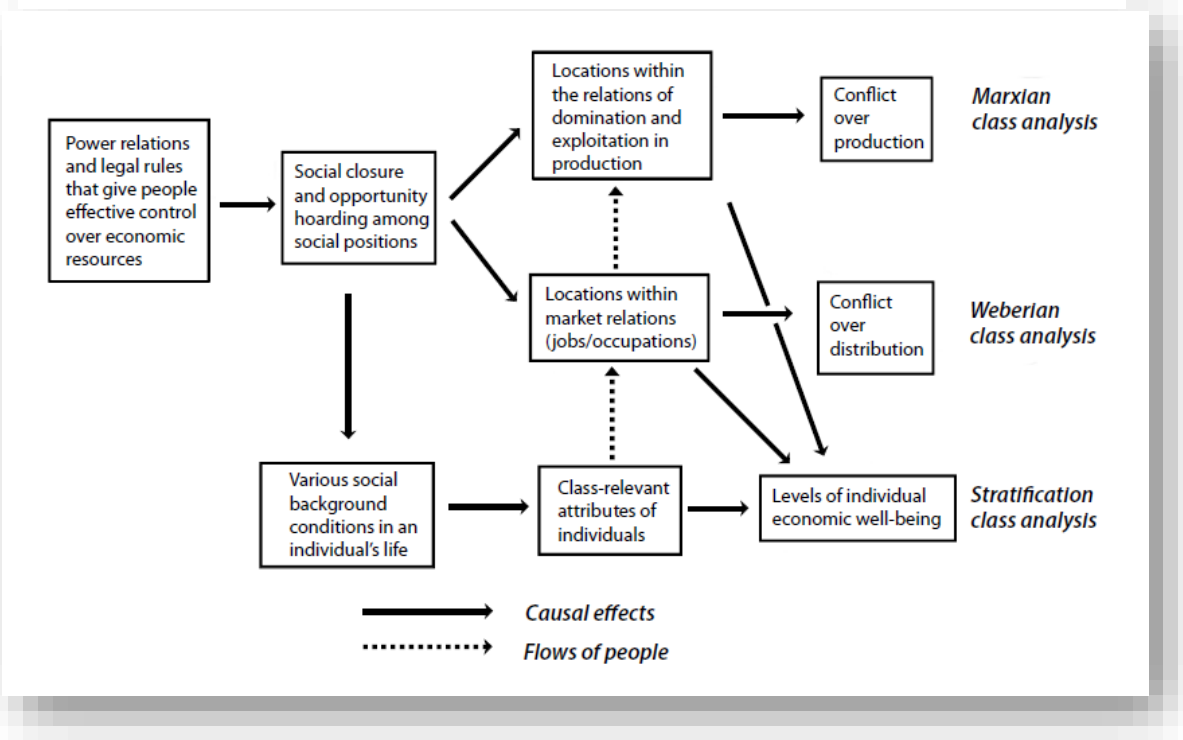 Power relations
and legal rules
that give people
effective control
over economic
resources
Social closure
and opportunity
hoarding among
social positions
Locations within
the relations of
domination and
exploitation in
production
Conflict
over
production
Marxian
class analysis
Locations within
market relations
(jobs/occupations)
Conflict
over
distribution
Weberian
class analysis
Various social
background
conditions in an
individual's life
Class-relevant
attributes of
individuals
Levels of individual
economic well-being
Stratification
class analysis
Causal effects
Flows of people